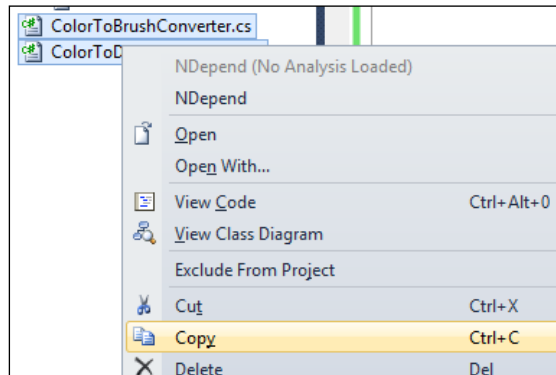 ColorToBrushConverter.cs
ColorToD
NDepend (No Analysis Loaded)
NDepend
Open
Open With...
View Code Ctrl+Alt+0
View Class Diagram
Exclude From Project
Cut Ctrl+X
Copy Ctrl+C
Delete Del